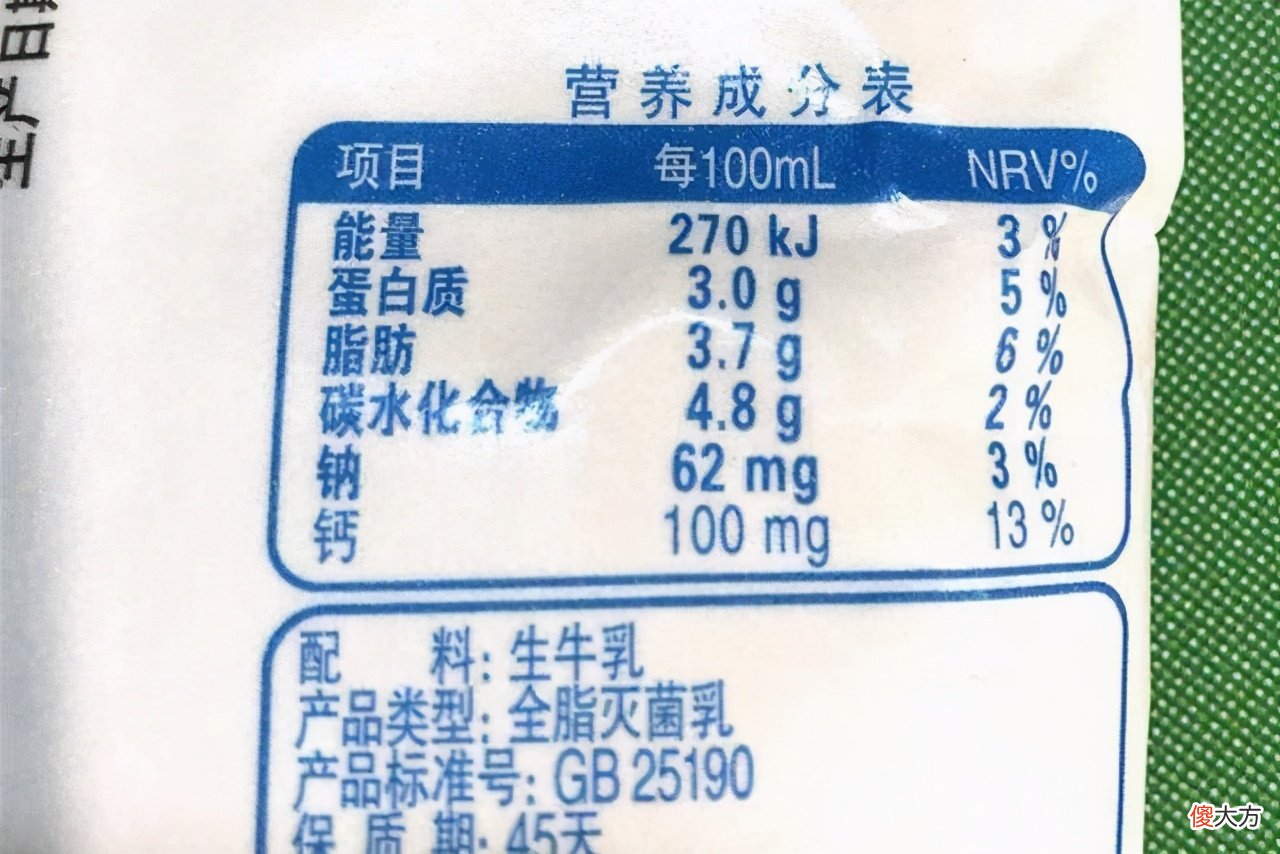 生产日
营养成分表
项目 每100mL NRV%
能量 270 kJ 3 %
蛋白质 3.0 g 5 %
脂肪 3.7 g 6 %
碳水化合物 4.8 g 2 %
钠 62 mg 3 %
钙 100 mg 13 %
配 料: 生牛乳
产品类型: 全脂灭菌乳
产品标准号: GB 25190
保 质 期: 45天
傻大方